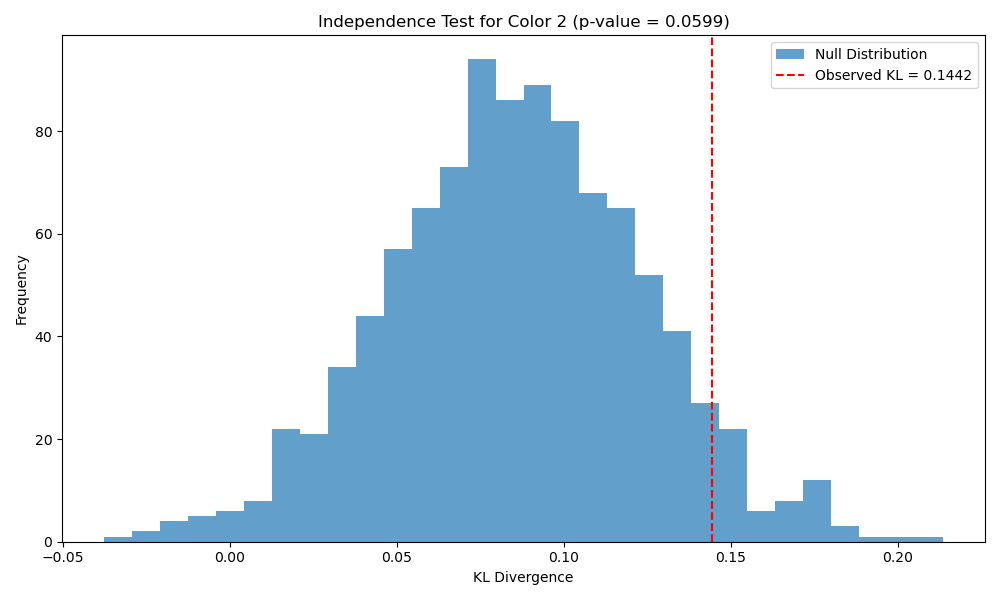 Independence Test for Color 2 (p-value = 0.0599)
Null Distribution
Observed KL = 0.1442
Frequency
80
60
40
20
0
−0.05 0.00 0.05 0.10 0.15 0.20
KL Divergence